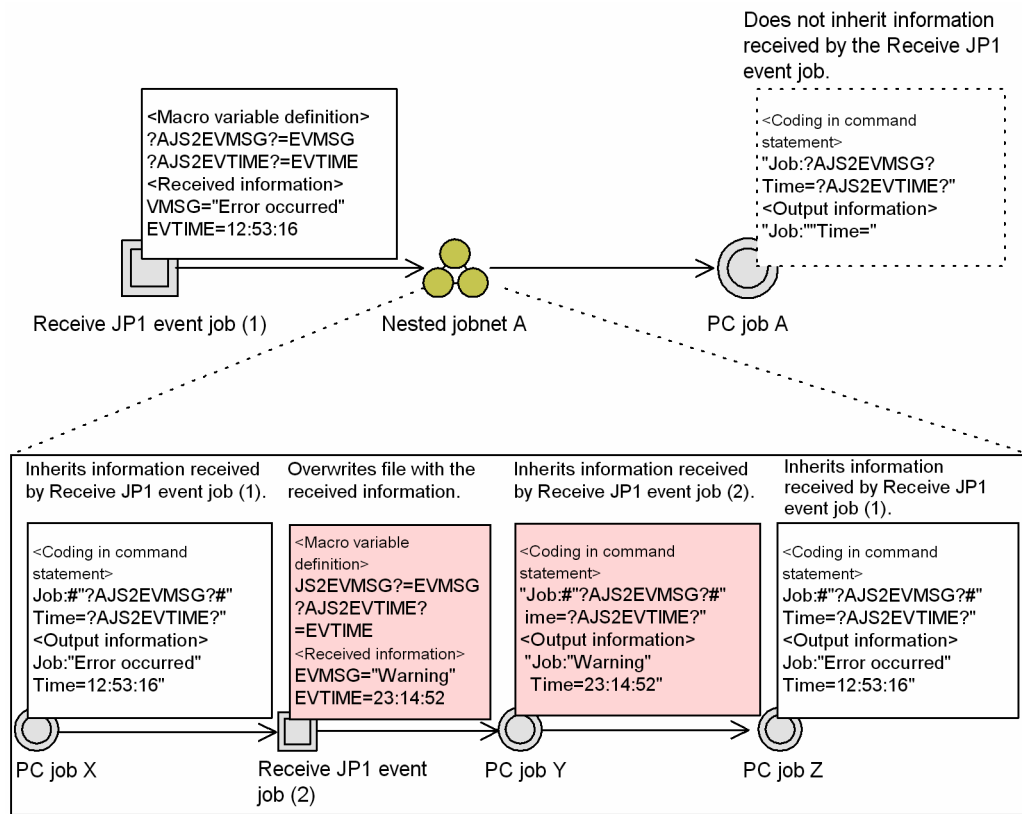 Does not inherit information
received by the Receive JP1
event job.
<Macro variable definition>
?AJS2EVMSG?=EVMSG
?AJS2EVTIME?=EVTIME
<Received information>
VMSG="Error occurred"
EVTIME=12:53:16
<Coding in command
statement>
"Job:?AJS2EVMSG?
Time=?AJS2EVTIME?"
<Output information>
"Job:""Time="
Receive JP1 event job (1)
Nested jobnet A
PC job A
Inherits information received
by Receive JP1 event job (1).
<Coding in command
statement>
Job:#"?AJS2EVMSG?#"
Time=?AJS2EVTIME?"
<Output information>
Job:"Error occurred"
Time=12:53:16"
PC job X
Overwrites file with the
received information.
<Macro variable
definition>
JS2EVMSG?=EVMSG
?AJS2EVTIME?
=EVTIME
<Received information>
EVMSG="Warning"
EVTIME=23:14:52
Receive JP1 event
job (2)
Inherits information received
by Receive JP1 event job (2).
<Coding in command
statement>
"Job:#"?AJS2EVMSG?#"
ime=?AJS2EVTIME?"
<Output information>
"Job:"Warning"
Time=23:14:52"
PC job Y
Inherits information
received by Receive JP1
event job (1).
<Coding in command
statement>
Job:#"?AJS2EVMSG?#"
Time=?AJS2EVTIME?"
<Output information>
Job:"Error occurred"
Time=12:53:16"
PC job Z